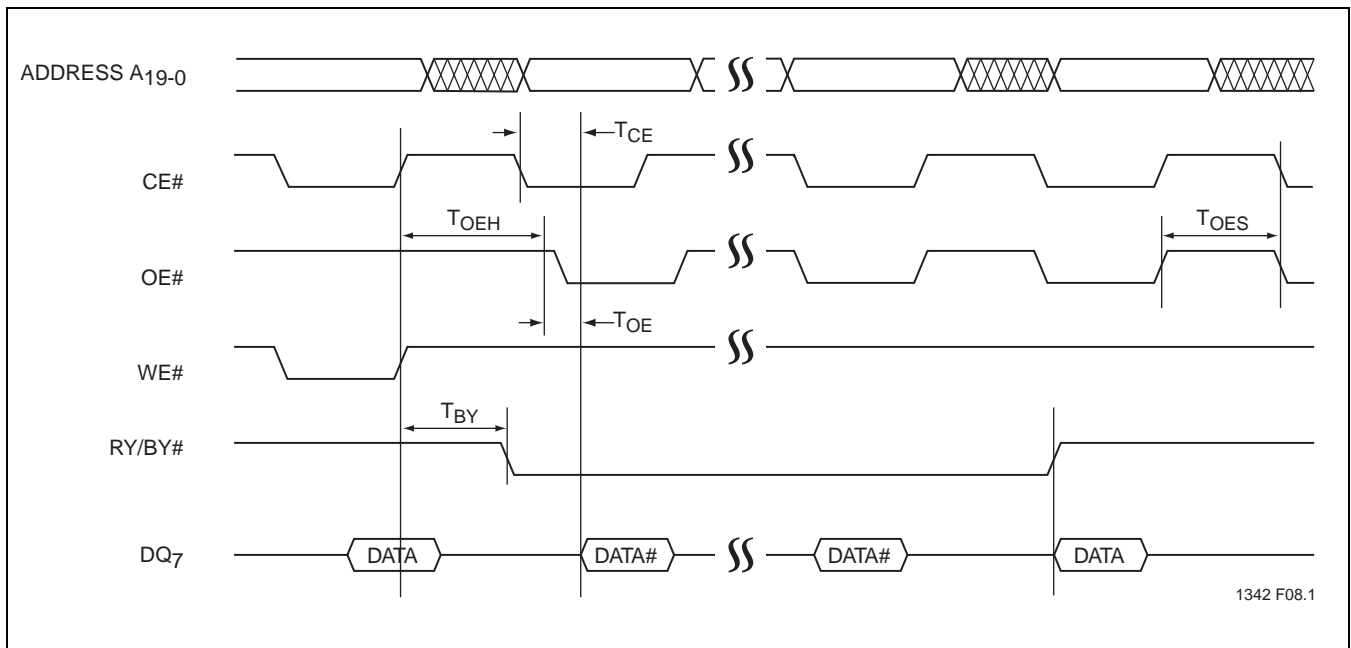 ADDRESS A19-0
TCE
CE#
TOEH
TOES
OE#
TOE
WE#
TBY
RY/BY#
DQ7
DATA
DATA#
DATA#
DATA
1342 F08.1